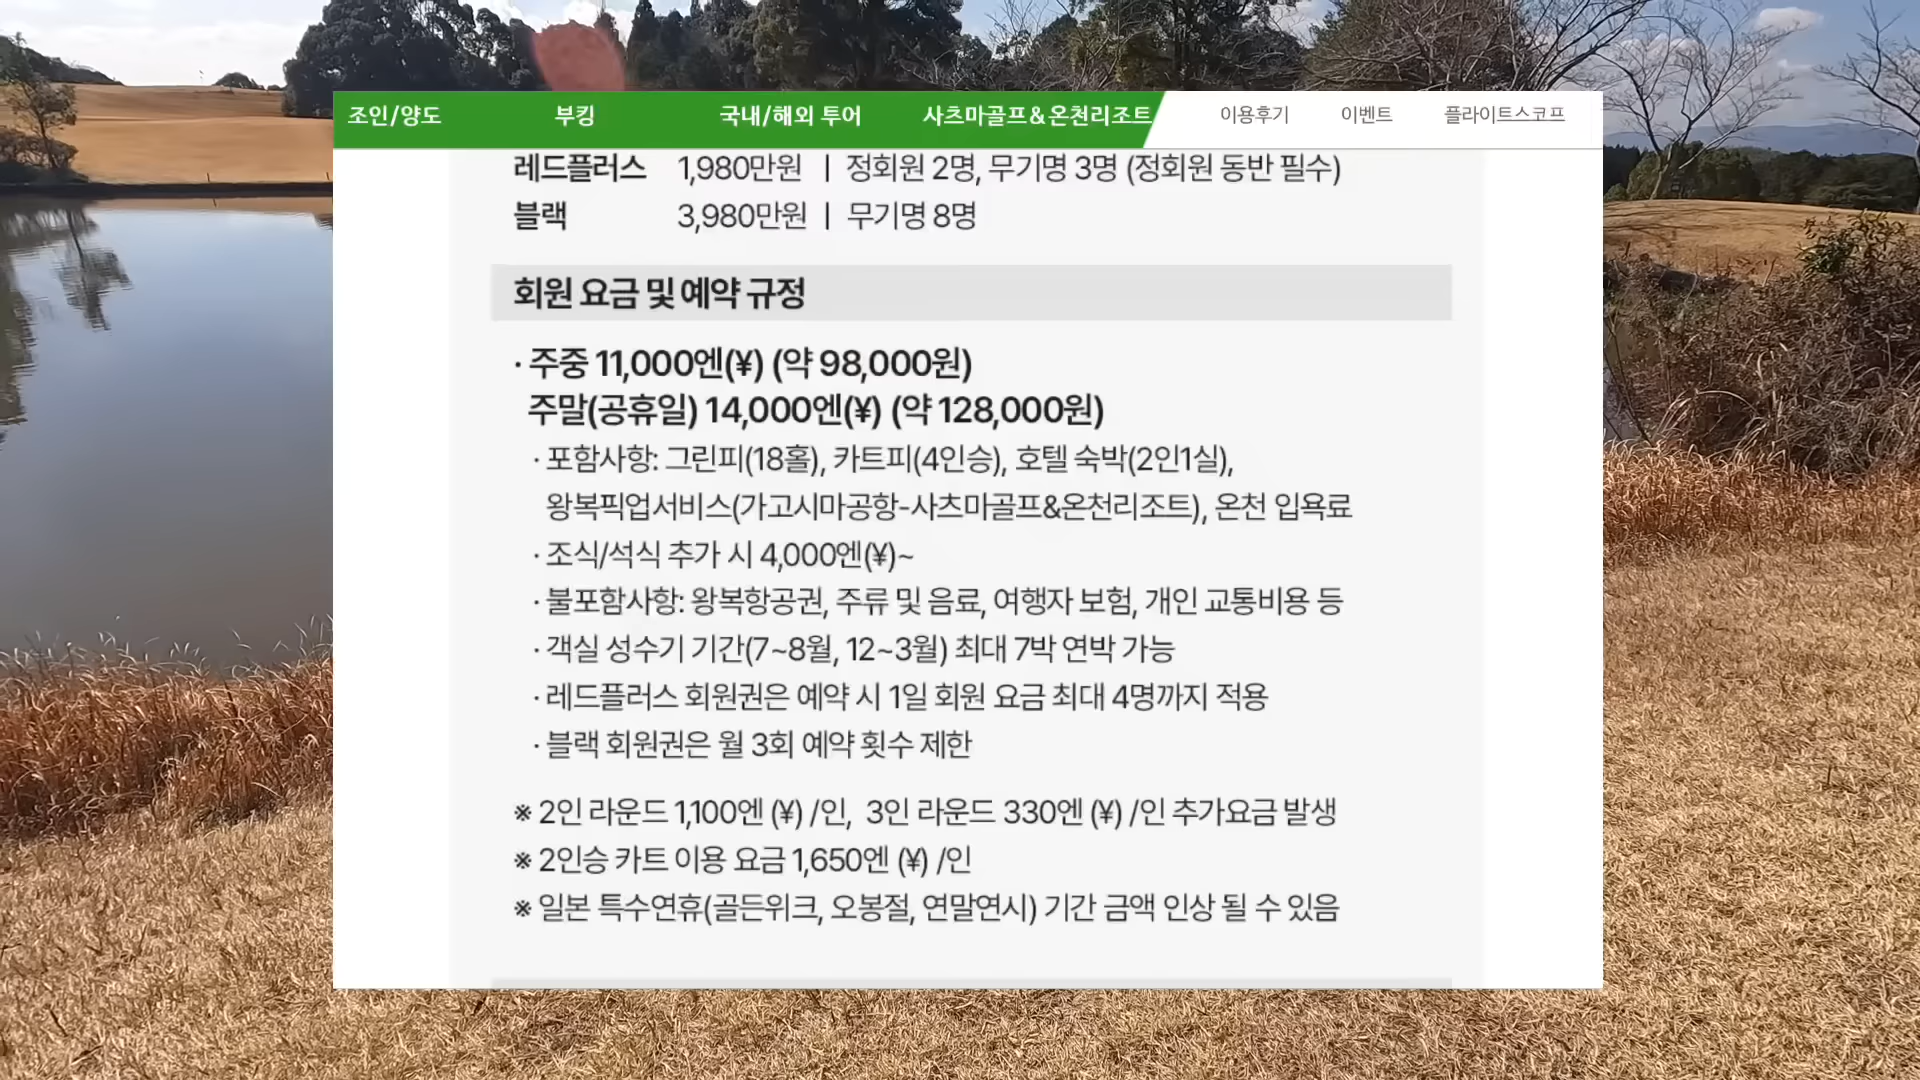 조인/양도 부킹 국내/해외 투어 사츠마골프&온천리조트 이용후기 이벤트 플라이트스코프
레드플러스 1,980만원 | 정회원 2명, 무기명 3명 (정회원 동반 필수)
블랙 3,980만원 | 무기명 8명
회원 요금 및 예약 규정
· 주중 11,000엔(¥) (약 98,000원)
주말(공휴일) 14,000엔(¥) (약 128,000원)
· 포함사항: 그린피(18홀), 카트피(4인승), 호텔 숙박(2인1실),
왕복픽업서비스(가고시마공항-사츠마골프&온천리조트), 온천 입욕료
· 조식/석식 추가 시 4,000엔(¥)~
· 불포함사항: 왕복항공권, 주류 및 음료, 여행자 보험, 개인 교통비용 등
· 객실 성수기 기간(7~8월, 12~3월) 최대 7박 연박 가능
· 레드플러스 회원권은 예약 시 1일 회원 요금 최대 4명까지 적용
· 블랙 회원권은 월 3회 예약 횟수 제한
※ 2인 라운드 1,100엔 (¥) /인, 3인 라운드 330엔 (¥) /인 추가요금 발생
※ 2인승 카트 이용 요금 1,650엔 (¥) /인
※ 일본 특수연휴(골든위크, 오봉절, 연말연시) 기간 금액 인상 될 수 있음